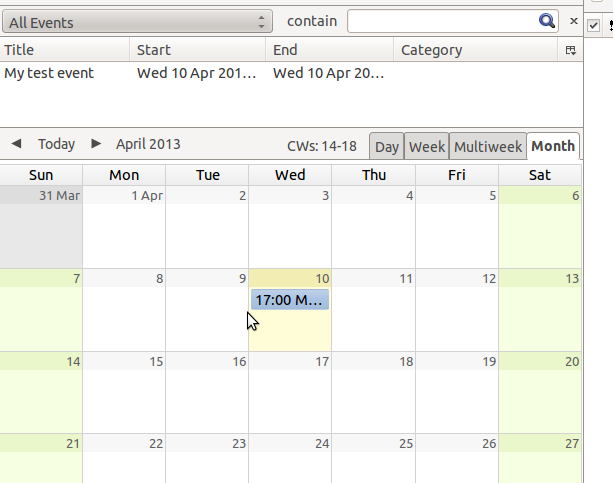 All Events contain
Title Start End Category
My test event Wed 10 Apr 201... Wed 10 Apr 20...
Today April 2013 CWs: 14-18 Day Week Multiweek Month
Sun Mon Tue Wed Thu Fri Sat
31 Mar 1 Apr 2 3 4 5 6
7 8 9 10 11 12 13
17:00 M...
14 15 16 17 18 19 20
21 22 23 24 25 26 27